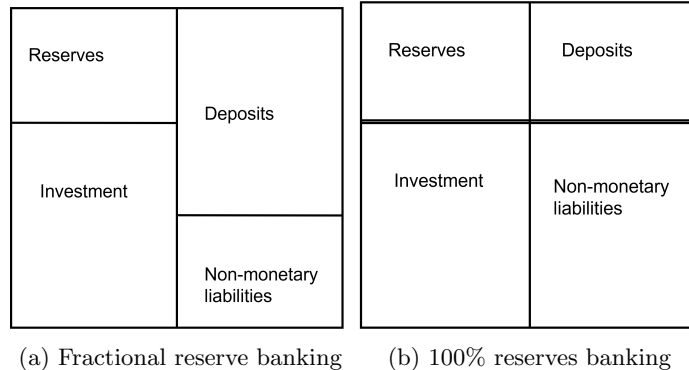 Reserves
Deposits
Investment
Non-monetary
liabilities
(a) Fractional reserve banking
Reserves
Deposits
Investment
Non-monetary
liabilities
(b) 100% reserves banking